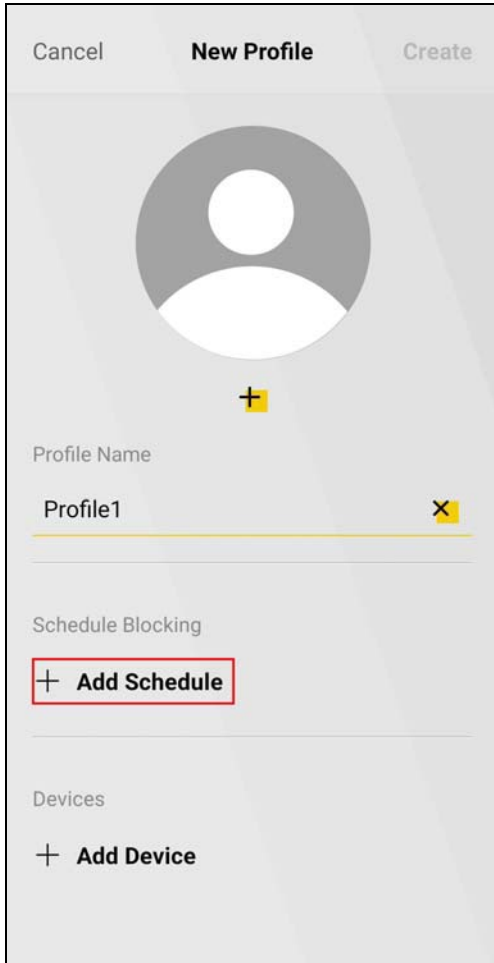 Cancel New Profile Create
Profile Name
Profile1
Schedule Blocking
Add Schedule
Devices
Add Device